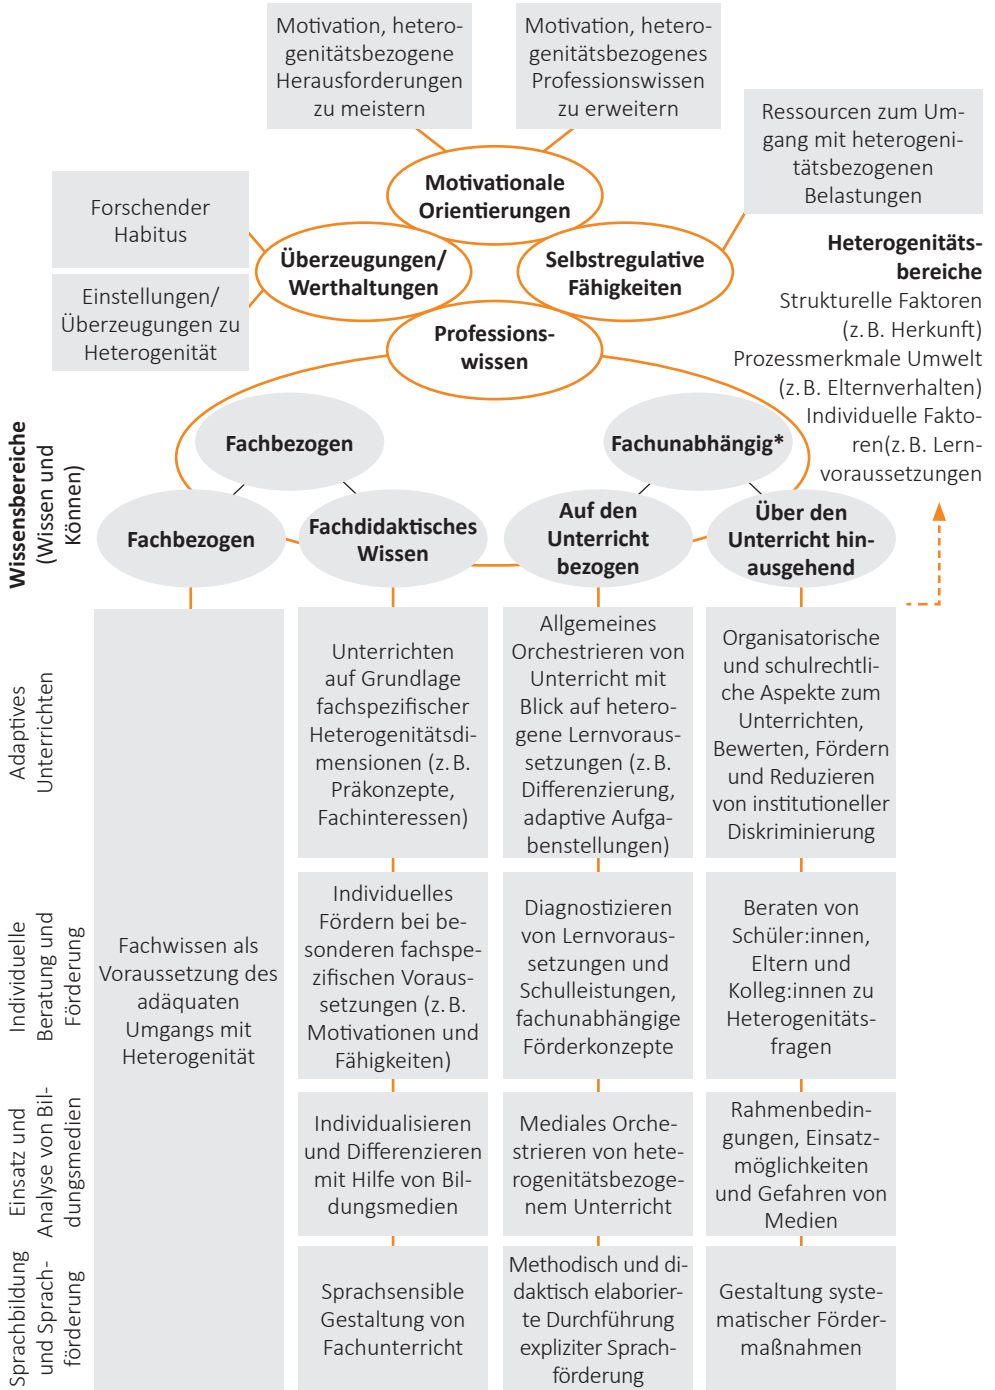 Motivation, hetero-
genitätsbezogene
Herausforderungen
zu meistern
Motivation, heterо-
genitätsbezogenes
Professionswissen
zu erweitern
Ressourcen zum Um-
gang mit heterogeni-
tätsbezogenen
Belastungen
Motivationale
Orientierungen
Forschender
Habitus
Überzeugungen/
Werthaltungen
Selbstregulative
Fähigkeiten
Einstellungen/
Überzeugungen zu
Heterogenität
Professions-
wissen
Heterogenitäts-
bereiche
Strukturelle Faktoren
(z. B. Herkunft)
Prozessmerkmale Umwelt
(z. B. Elternverhalten)
Individuelle Fakto-
ren(z. B. Lern-
voraussetzungen
Wissensbereiche
(Wissen und
Können)
Fachbezogen
Fachunabhängig*
Fachbezogen
Fachdidaktisches
Wissen
Auf den
Unterricht
bezogen
Über den
Unterricht hin-
ausgehend
Adaptives
Unterrichten
Unterrichten
auf Grundlage
fachspezifischer
Heterogenitätsdi-
mensionen (z. B.
Präkonzepte,
Fachinteressen)
Allgemeines
Orchestrieren von
Unterricht mit
Blick auf hetero-
gene Lernvoraus-
setzungen (z. B.
Differenzierung,
adaptive Aufga-
benstellungen)
Organisatorische
und schulrechtli-
che Aspekte zum
Unterrichten,
Bewerten, Fördern
und Reduzieren
von institutioneller
Diskriminierung
Individuelle
Beratung und
Förderung
Fachwissen als
Voraussetzung des
adäquaten
Umgangs mit
Heterogenität
Individuelles
Fördern bei be-
sonderen fachspe-
zifischen Voraus-
setzungen (z. B.
Motivationen und
Fähigkeiten)
Diagnostizieren
von Lernvoraus-
setzungen und
Schulleistungen,
fachunabhängige
Förderkonzepte
Beraten von
Schüler:innen,
Eltern und
Kolleg:innen zu
Heterogenitäts-
fragen
Einsatz und
Analyse von Bil-
dungsmedien
Individualisieren
und Differenzieren
mit Hilfe von Bil-
dungsmedien
Mediales Orche-
strieren von hete-
rogenitätsbezoge-
nem Unterricht
Rahmenbedin-
gungen, Einsatz-
möglichkeiten
und Gefahren von
Medien
Sprachbildung
und Sprach-
förderung
Sprachsensible
Gestaltung von
Fachunterricht
Methodisch und di-
daktisch elaborier-
te Durchführung
expliziter Sprach-
förderung
Gestaltung syste-
matischer Förder-
maßnahmen